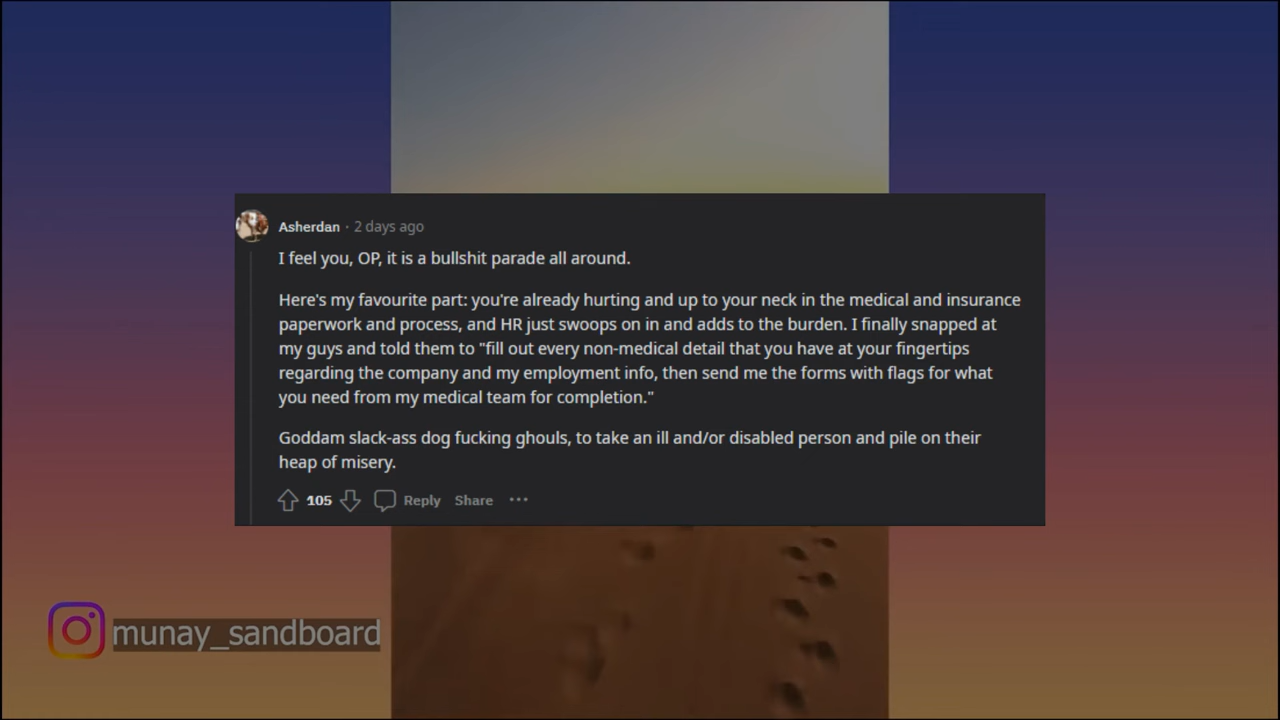 Asherdan · 2 days ago
I feel you, OP, it is a bullshit parade all around.
Here's my favourite part: you're already hurting and up to your neck in the medical and insurance
paperwork and process, and HR just swoops on in and adds to the burden. I finally snapped at
my guys and told them to "fill out every non-medical detail that you have at your fingertips
regarding the company and my employment info, then send me the forms with flags for what
you need from my medical team for completion."
Goddam slack-ass dog fucking ghouls, to take an ill and/or disabled person and pile on their
heap of misery.
105 Reply Share ···
munay_sandboard